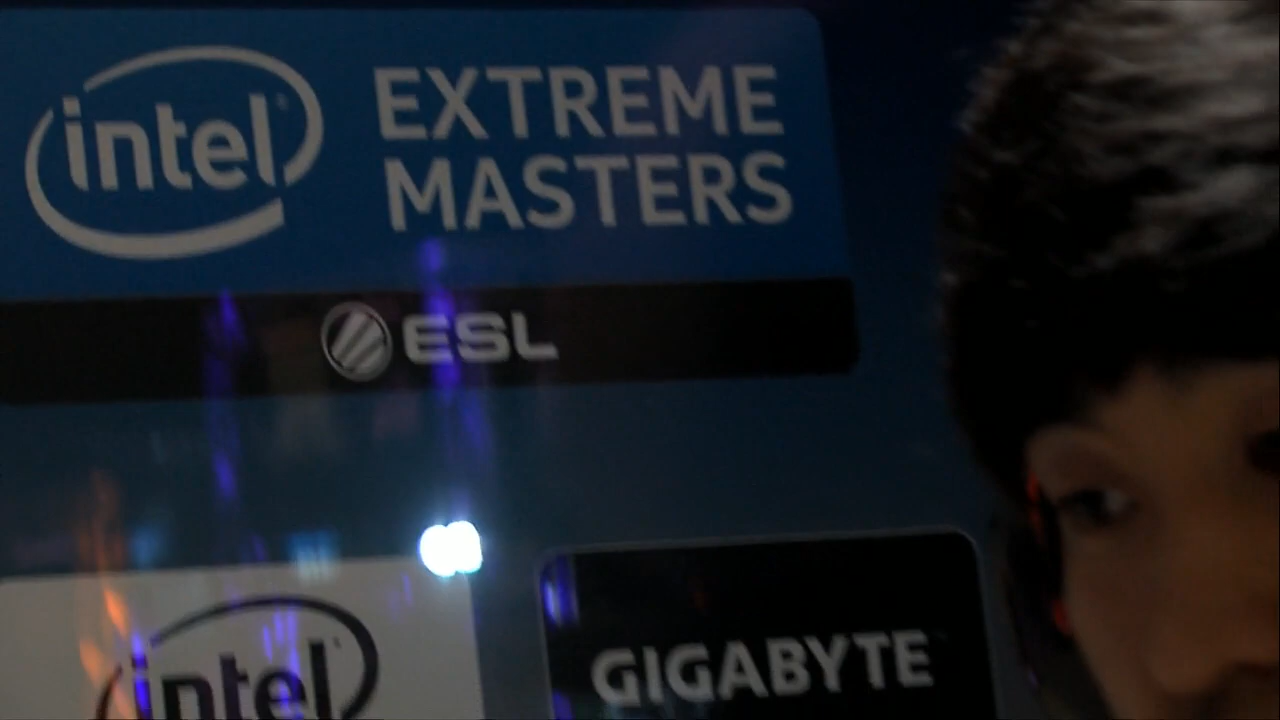 intel
EXTREME
MASTERS
ESL
intel
GIGABYTE